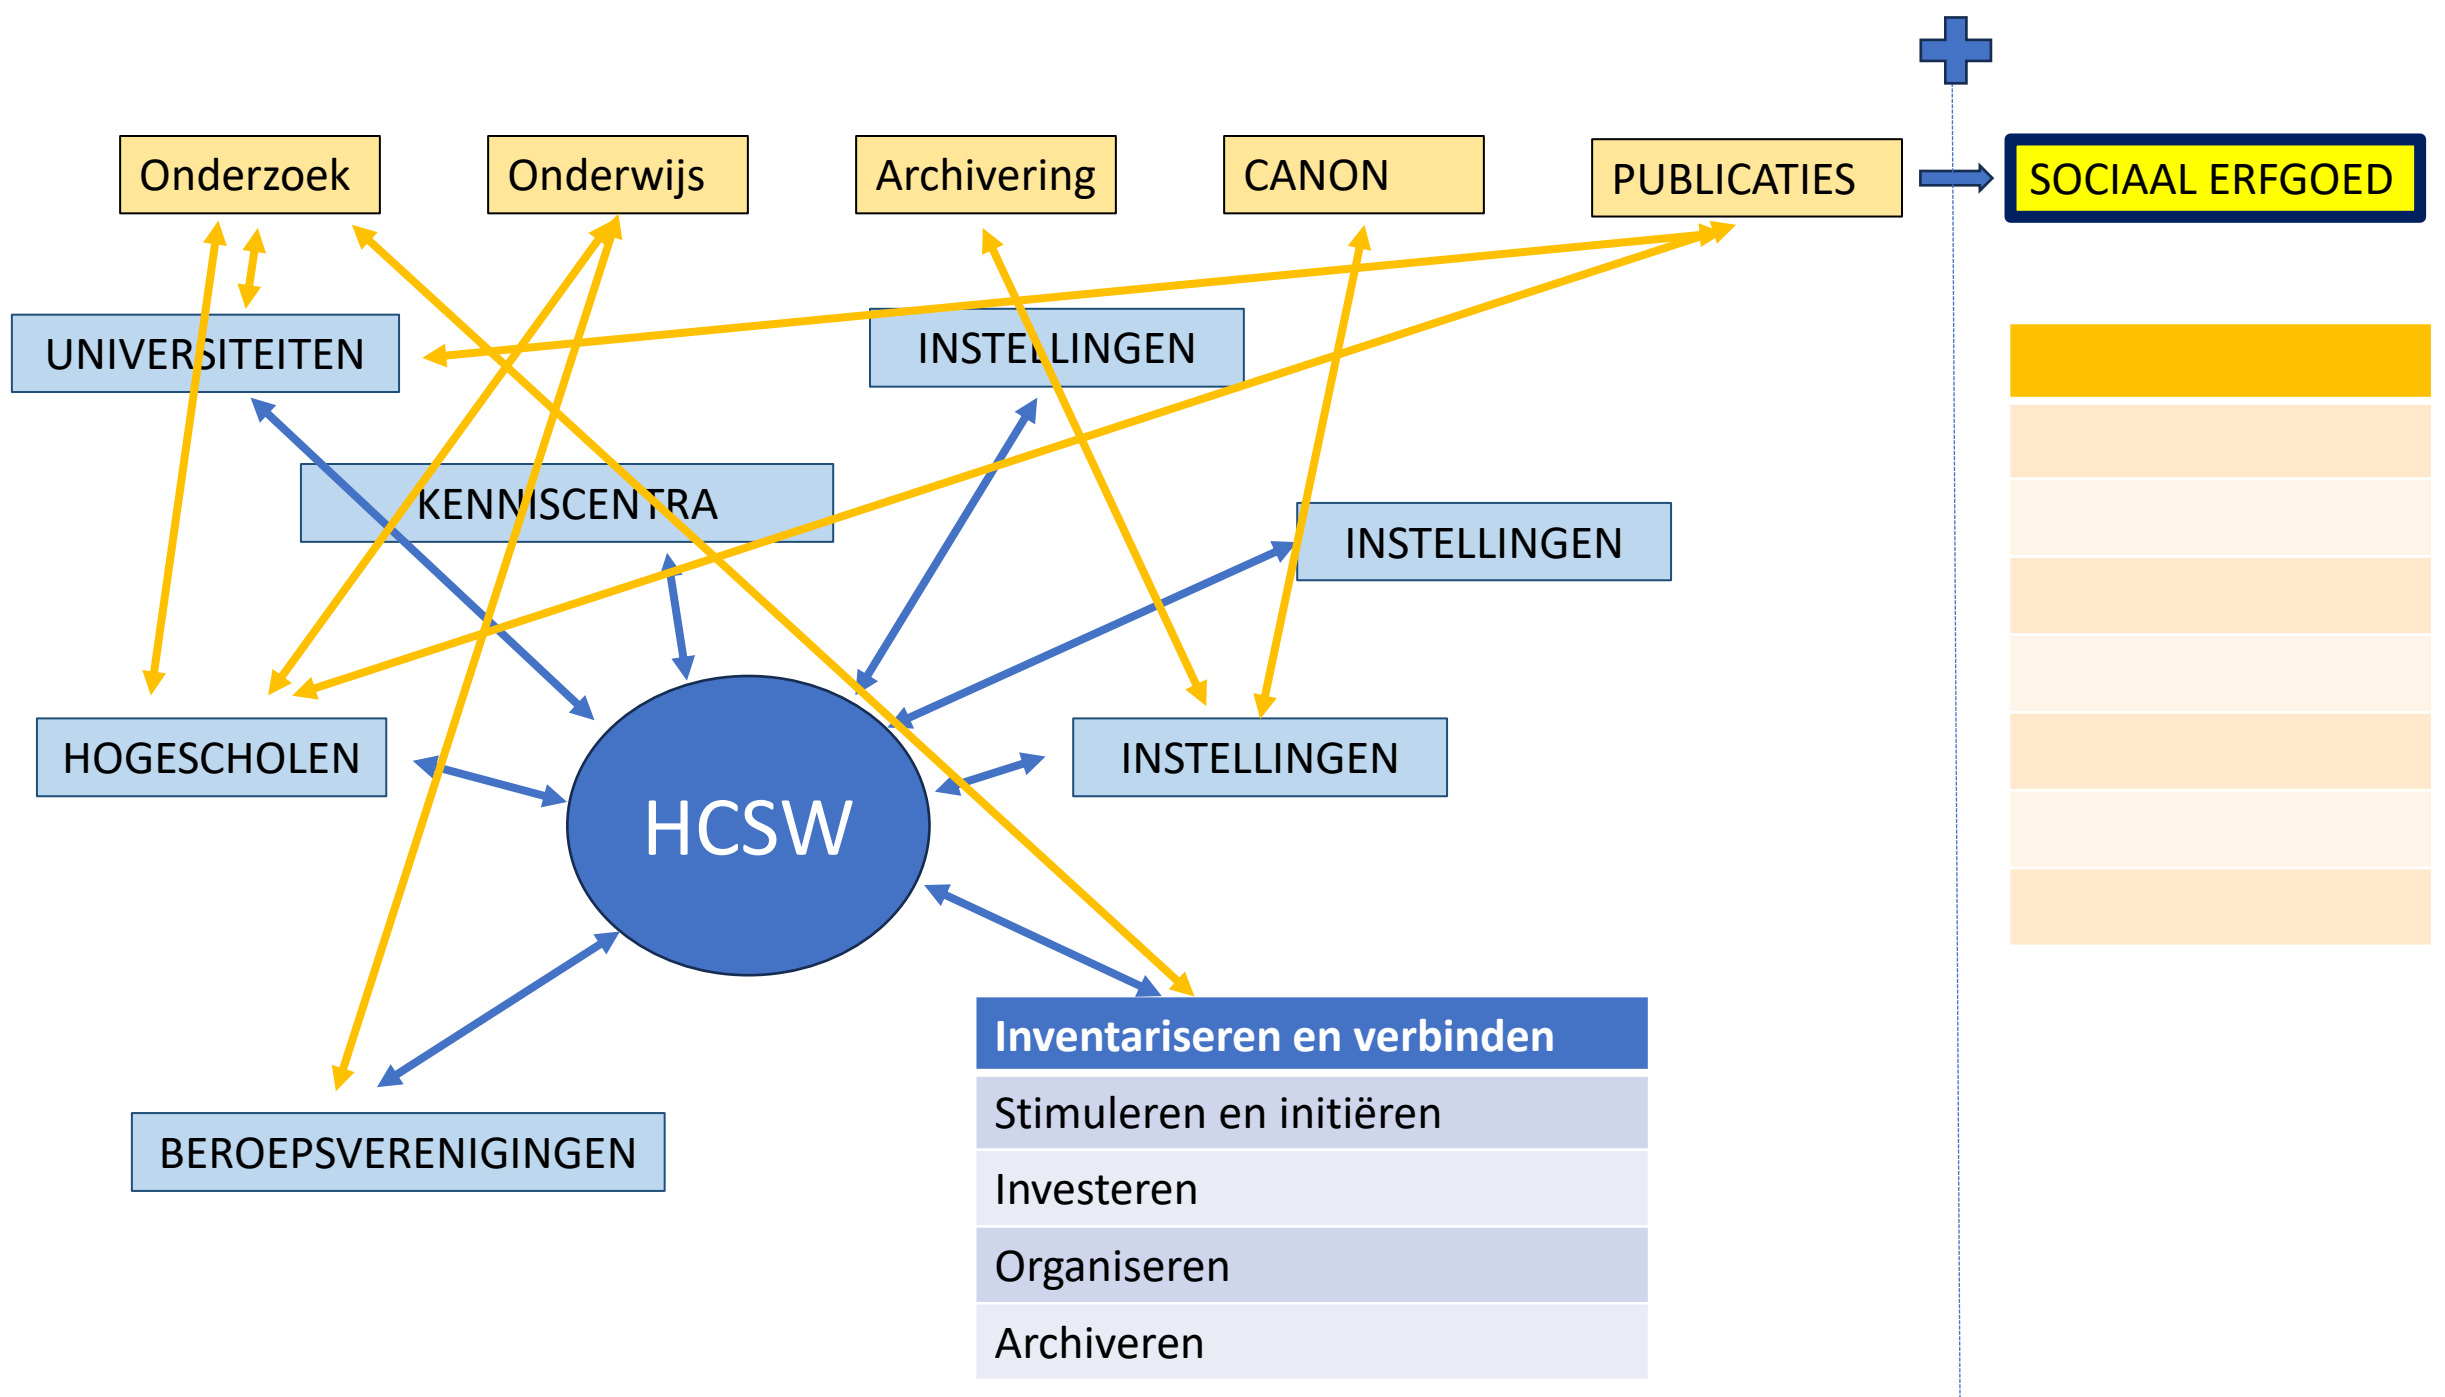 Onderzoek
Onderwijs
Archivering
CANON
PUBLICATIES
SOCIAAL ERFGOED
UNIVERSITEITEN
INSTELLINGEN
KENNISCENTRA
INSTELLINGEN
HOGESCHOLEN
INSTELLINGEN
HCSW
BEROEPSVERENIGINGEN
Inventariseren en verbinden
Stimuleren en initiëren
Investeren
Organiseren
Archiveren